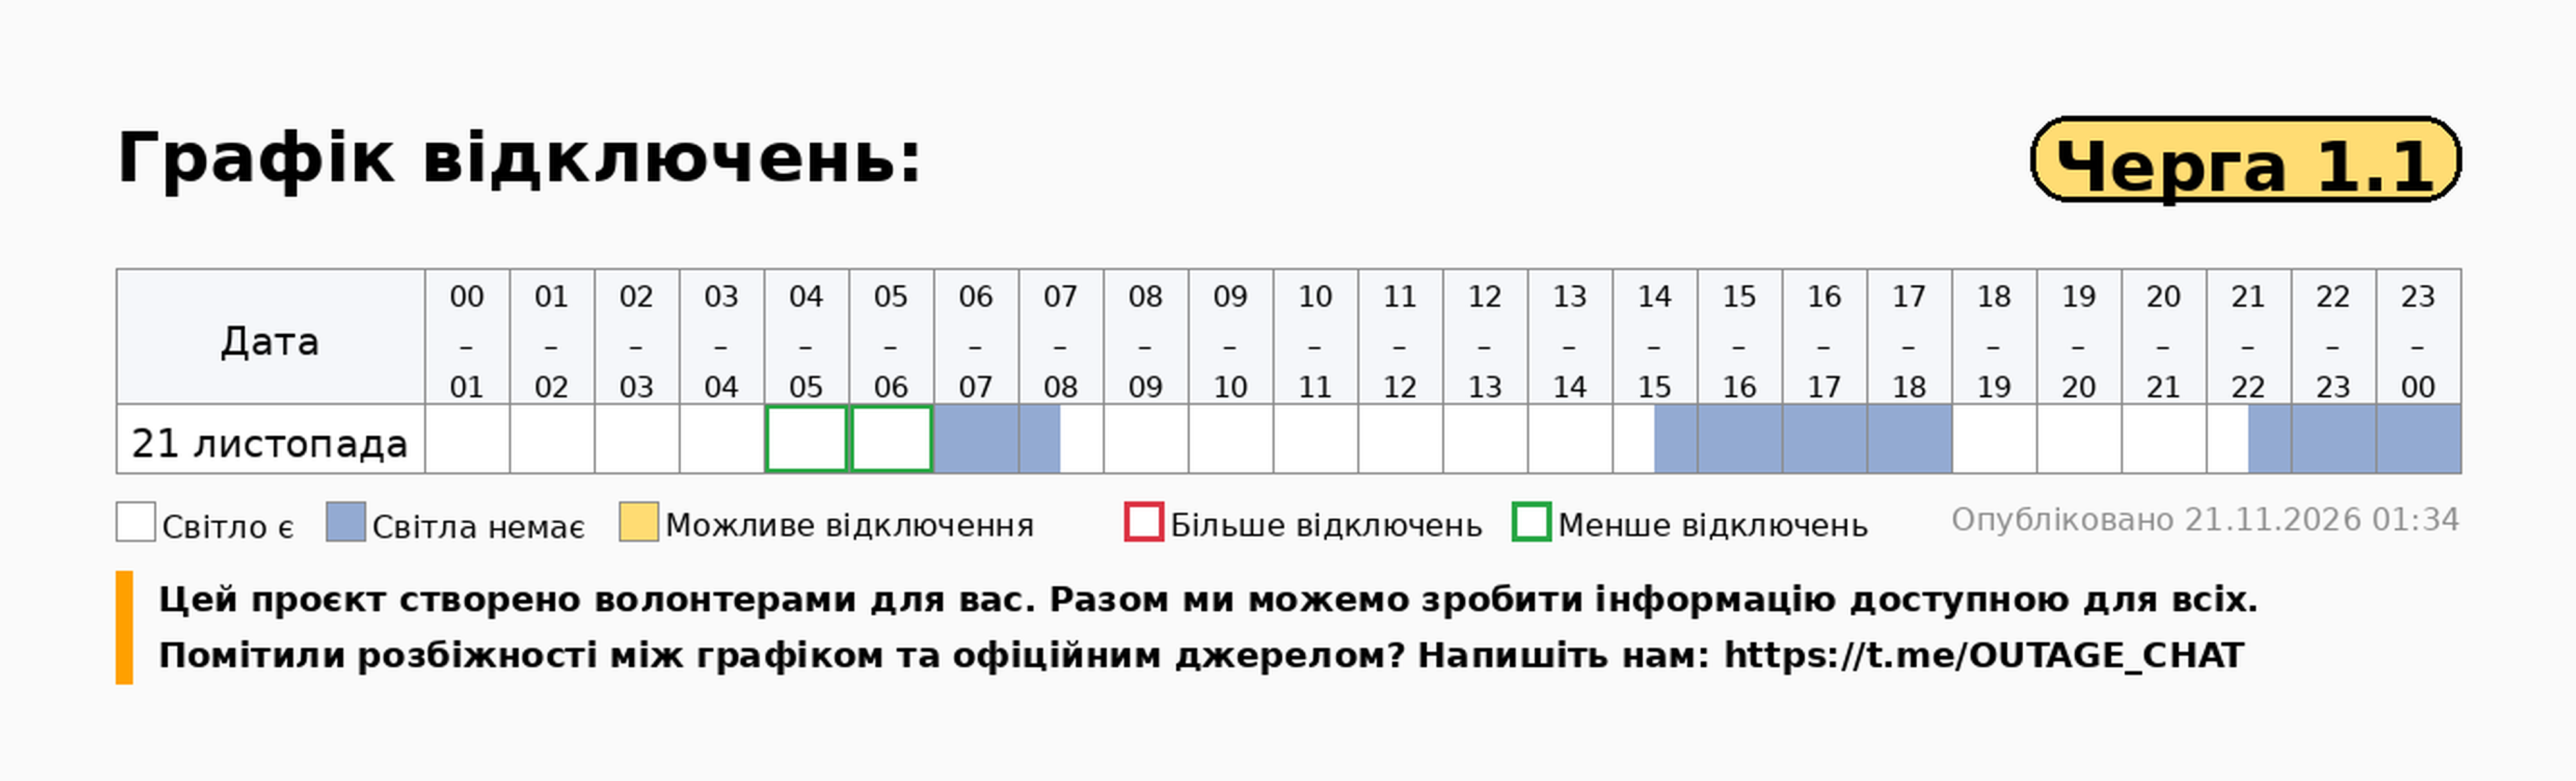 Графік відключень:
Черга 1.1
Дата
00 – 01
01 – 02
02 – 03
03 – 04
04 – 05
05 – 06
06 – 07
07 – 08
08 – 09
09 – 10
10 – 11
11 – 12
12 – 13
13 – 14
14 – 15
15 – 16
16 – 17
17 – 18
18 – 19
19 – 20
20 – 21
21 – 22
22 – 23
23 – 00
21 листопада
Світло є
Світла немає
Можливе відключення
Більше відключень
Менше відключень
Опубліковано 21.11.2026 01:34
Цей проєкт створено волонтерами для вас. Разом ми можемо зробити інформацію доступною для всіх.
Помітили розбіжності між графіком та офіційним джерелом? Напишіть нам: https://t.me/OUTAGE_CHAT